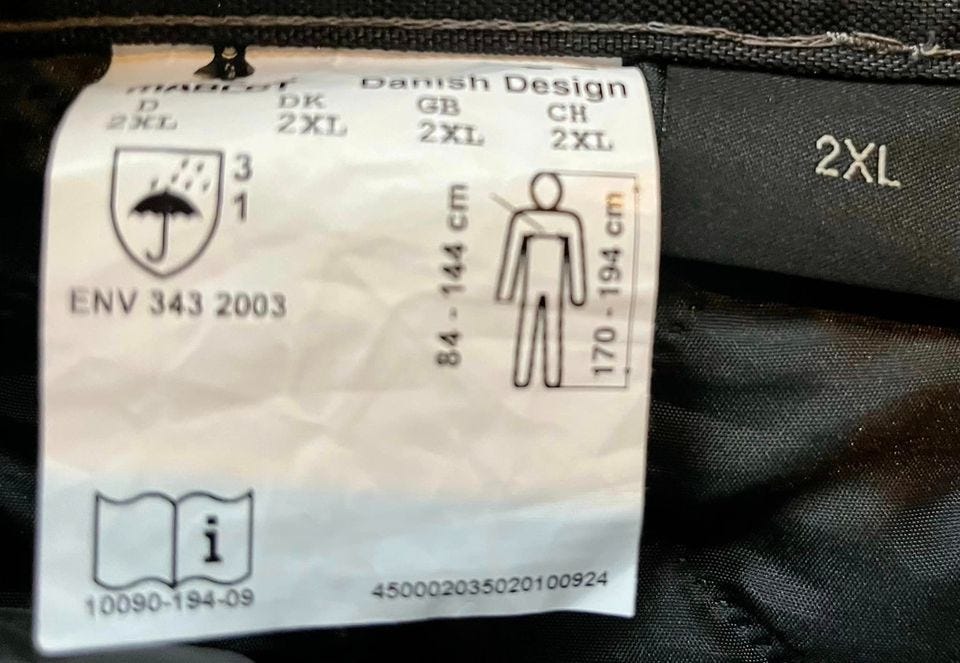 Danish Design
D DK GB CH
2XL 2XL 2XL 2XL
3
1
ENV 343 2003
84 - 144 cm
170 - 194 cm
i
10090-194-09
450002035020100924
2XL